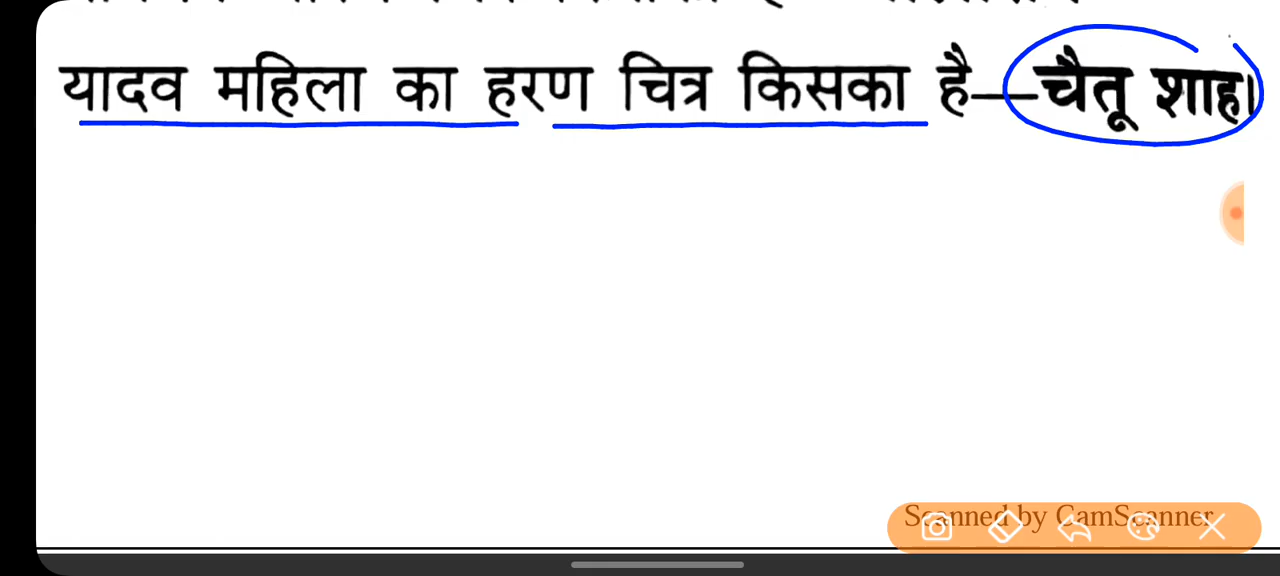 यादव महिला का हरण चित्र किसका है—चैतू शाह।
Scanned by CamScanner